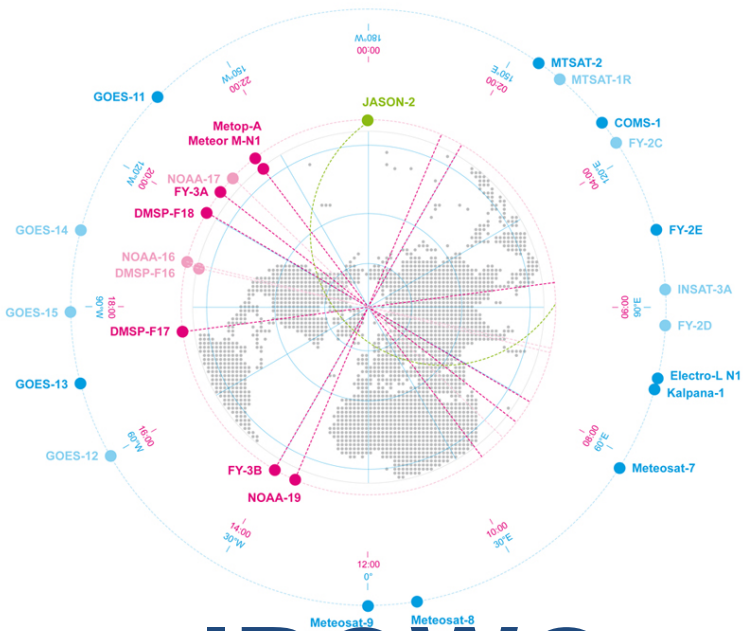 180°W
00:00
150°W
22:00
150°E
02:00
MTSAT-2
MTSAT-1R
GOES-11
JASON-2
COMS-1
Metop-A
Meteor M-N1
FY-2C
120°W
20:00
NOAA-17
FY-3A
120°E
04:00
DMSP-F18
GOES-14
FY-2E
NOAA-16
DMSP-F16
INSAT-3A
GOES-15
90°W
18:00
06:00
90°E
FY-2D
DMSP-F17
GOES-13
Electro-L N1
Kalpana-1
16:00
60°W
08:00
60°E
GOES-12
FY-3B
Meteosat-7
NOAA-19
14:00
30°W
10:00
30°E
12:00
0°
Meteosat-9
Meteosat-8